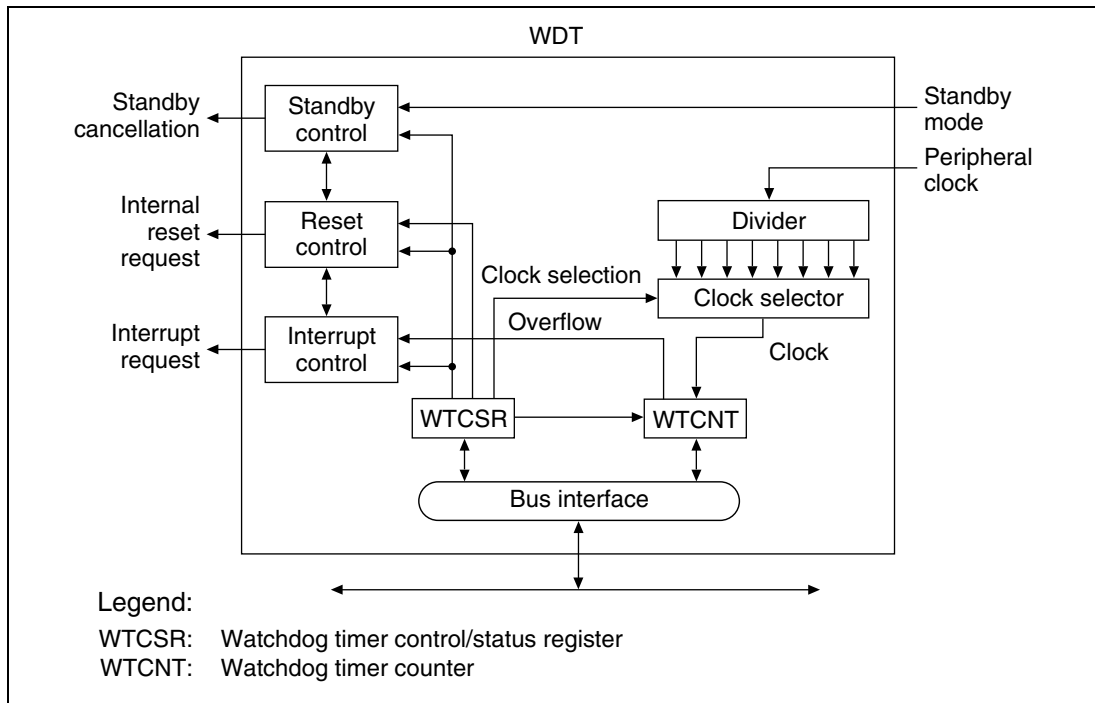 WDT
Standby
cancellation
Standby
control
Standby
mode
Peripheral
clock
Internal
reset
request
Reset
control
Divider
Clock selection
Clock selector
Interrupt
request
Interrupt
control
Overflow
Clock
WTCSR
WTCNT
Bus interface
Legend:
WTCSR: Watchdog timer control/status register
WTCNT: Watchdog timer counter